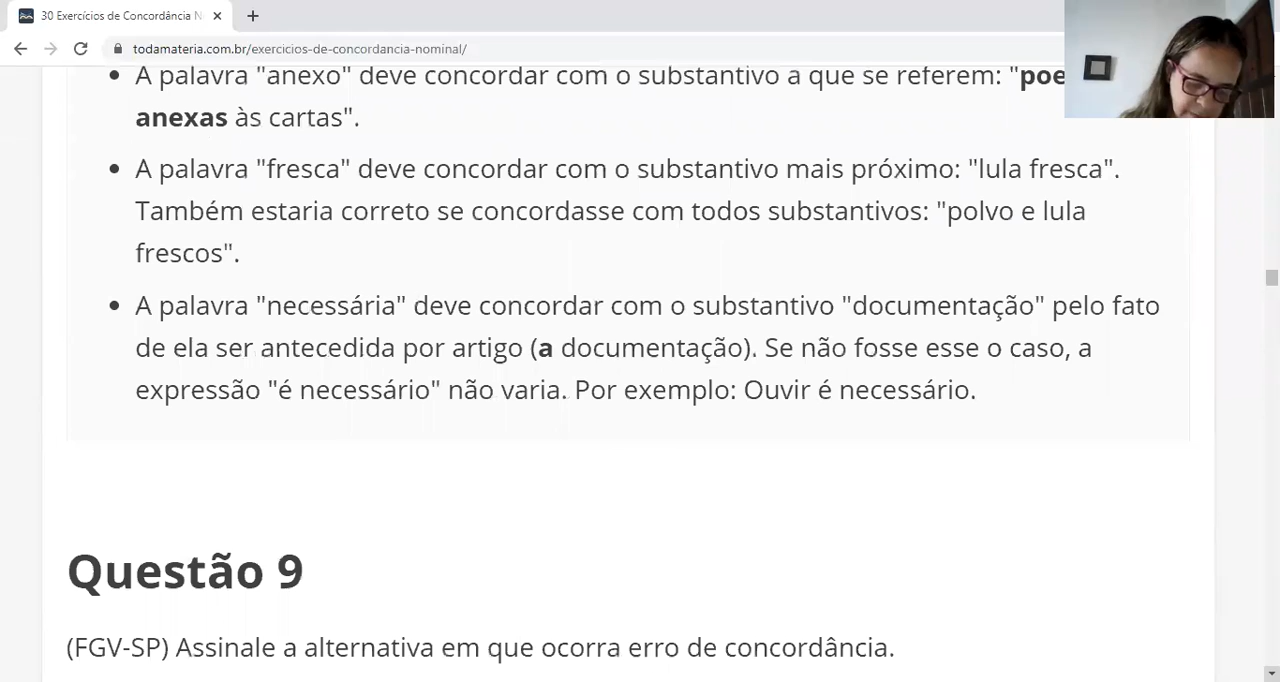 30 Exercícios de Concordância N
todamateria.com.br/exercicios-de-concordancia-nominal/
A palavra "anexo" deve concordar com o substantivo a que se referem: "poe
anexas às cartas".
A palavra "fresca" deve concordar com o substantivo mais próximo: "lula fresca".
Também estaria correto se concordasse com todos substantivos: "polvo e lula
frescos".
A palavra "necessária" deve concordar com o substantivo "documentação" pelo fato
de ela ser antecedida por artigo (a documentação). Se não fosse esse o caso, a
expressão "é necessário" não varia. Por exemplo: Ouvir é necessário.
Questão 9
(FGV-SP) Assinale a alternativa em que ocorra erro de concordância.